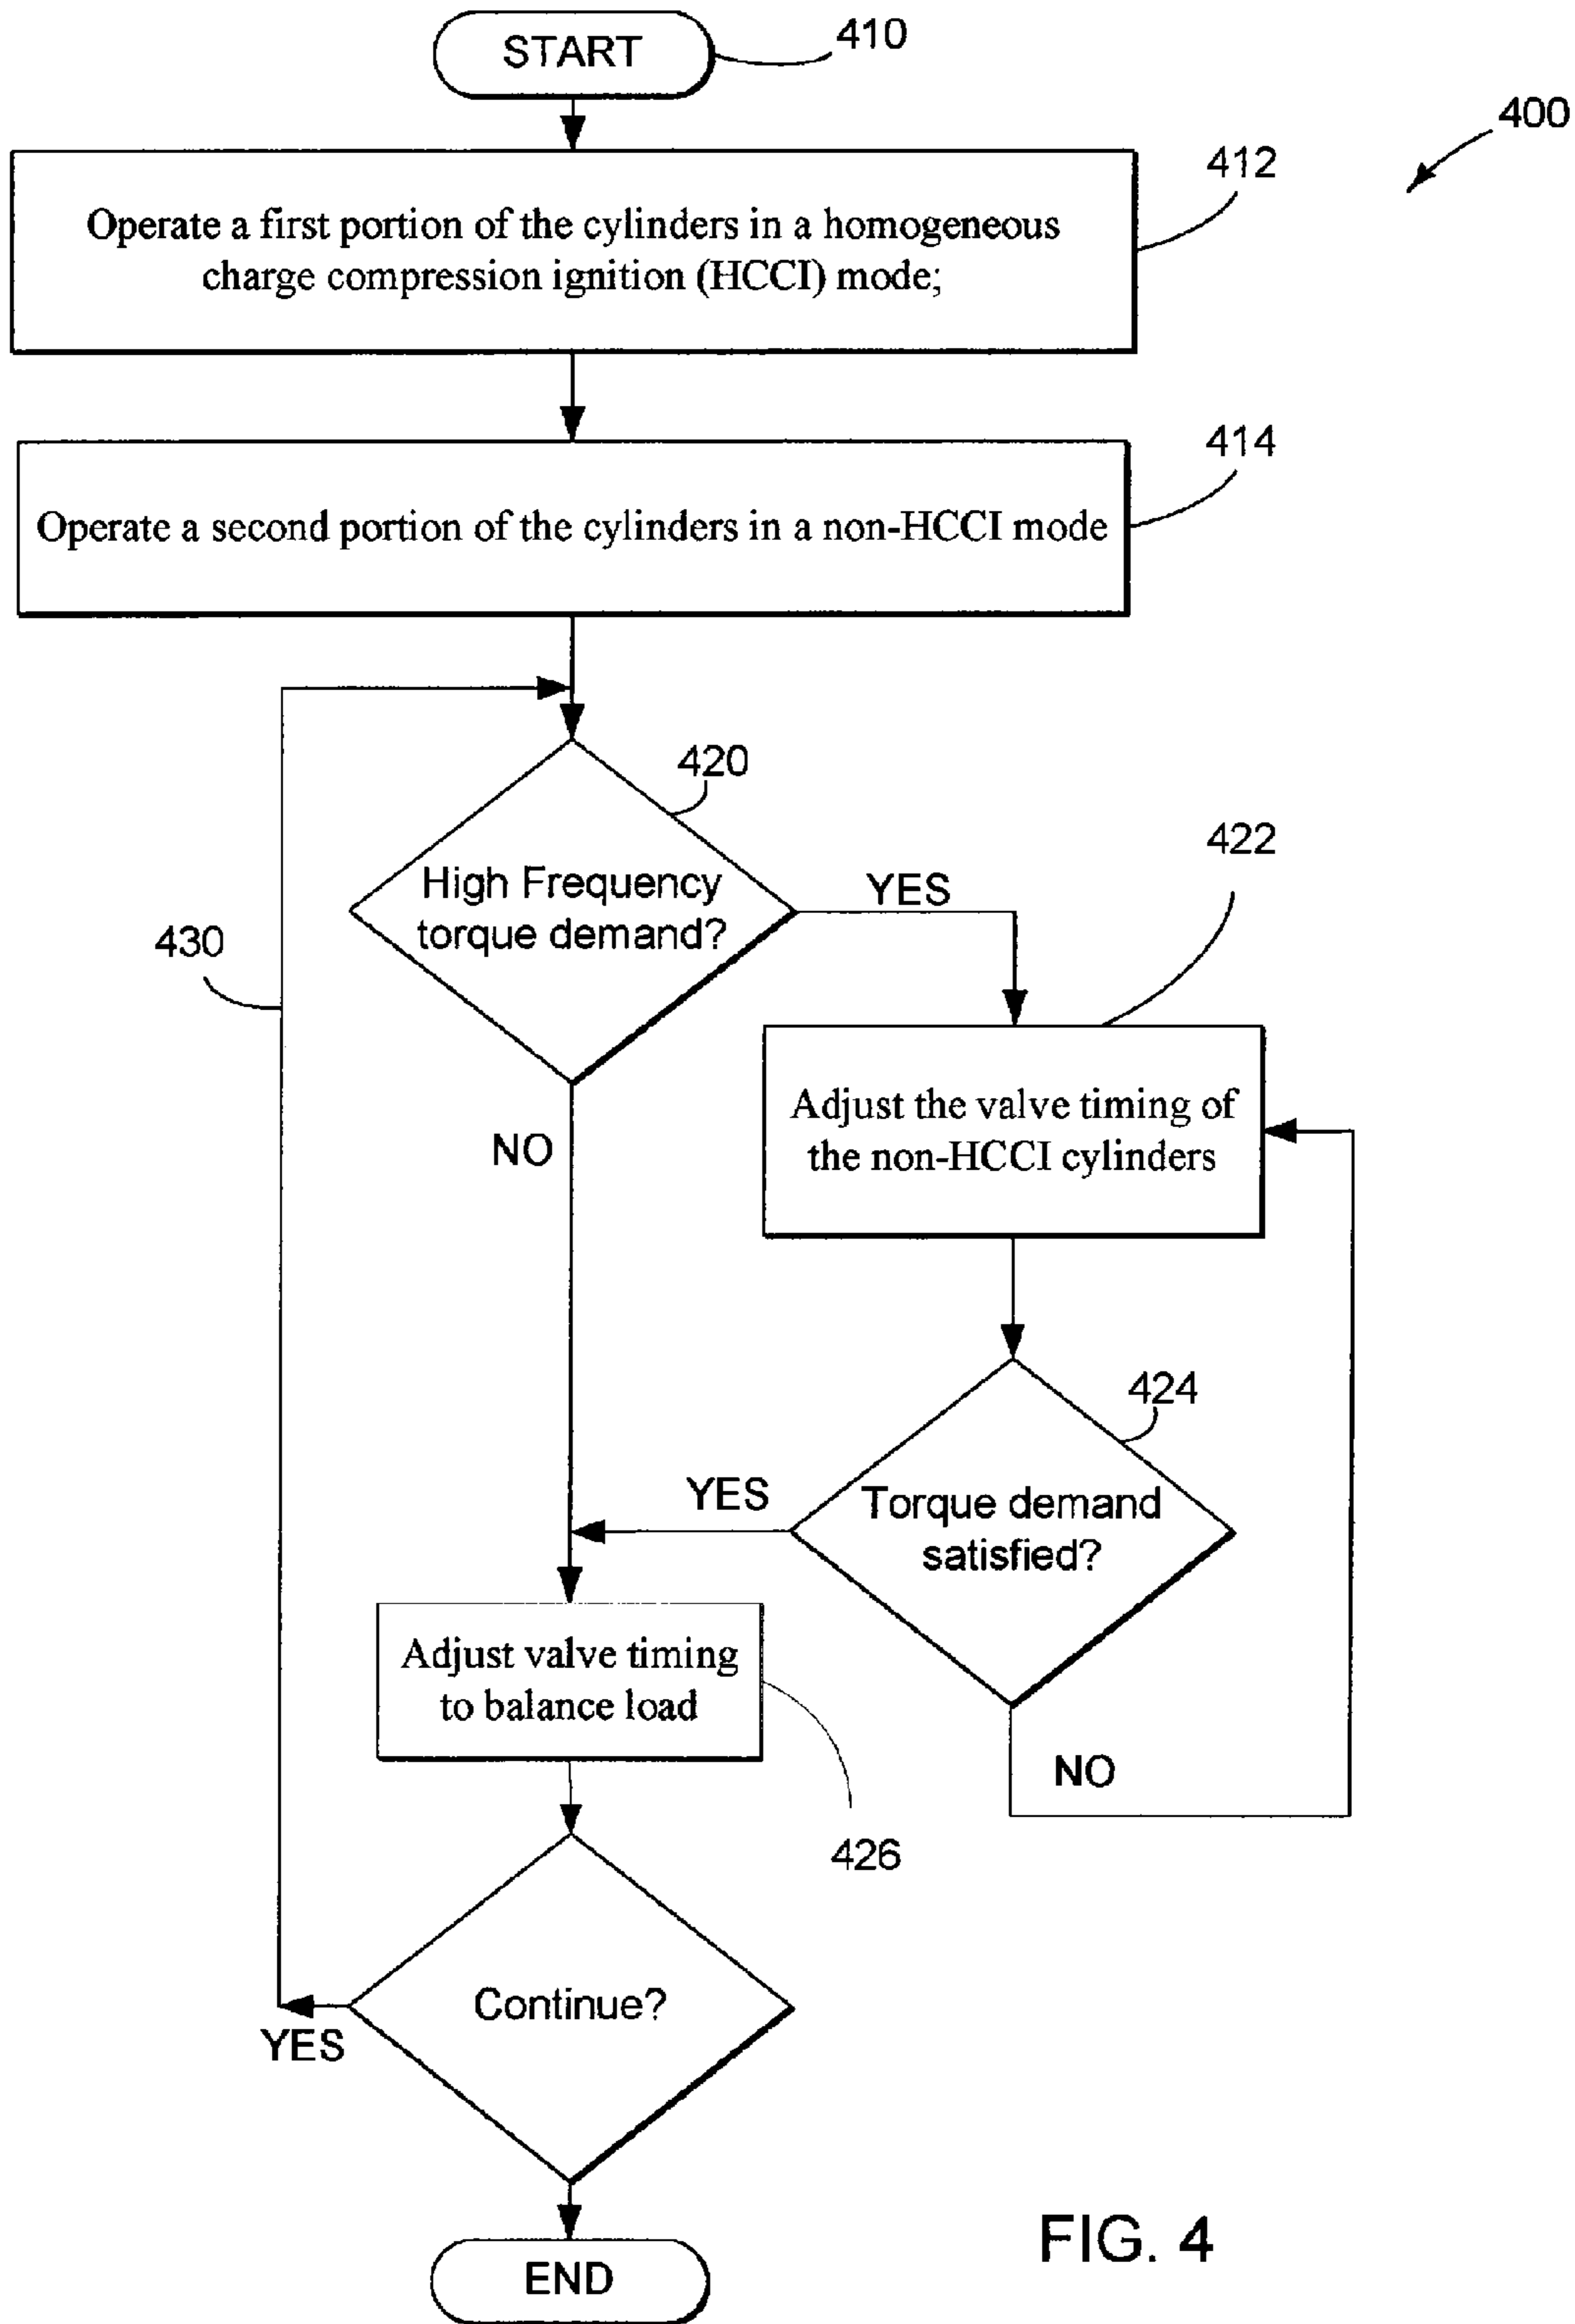 START
410
400
412
Operate a first portion of the cylinders in a homogeneous
charge compression ignition (HCCI) mode;
414
Operate a second portion of the cylinders in a non-HCCI mode
420
High Frequency
torque demand?
YES
422
430
Adjust the valve timing of
the non-HCCI cylinders
NO
424
Torque demand
satisfied?
YES
Adjust valve timing
to balance load
NO
426
Continue?
YES
FIG. 4
END